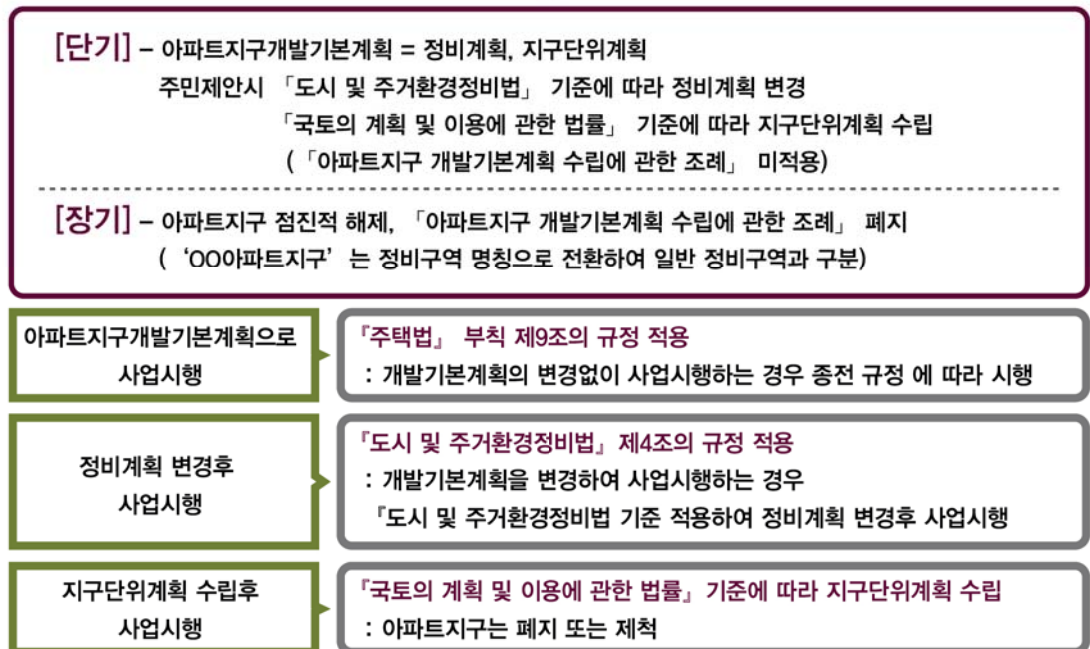 [단기] – 아파트지구개발기본계획 = 정비계획, 지구단위계획
주민제안시 「도시 및 주거환경정비법」 기준에 따라 정비계획 변경
「국토의 계획 및 이용에 관한 법률」 기준에 따라 지구단위계획 수립
(「아파트지구 개발기본계획 수립에 관한 조례」 미적용)
[장기] – 아파트지구 점진적 해제, 「아파트지구 개발기본계획 수립에 관한 조례」 폐지
( ‘OO아파트지구’ 는 정비구역 명칭으로 전환하여 일반 정비구역과 구분)
아파트지구개발기본계획으로
사업시행
『주택법』 부칙 제9조의 규정 적용
: 개발기본계획의 변경없이 사업시행하는 경우 종전 규정 에 따라 시행
정비계획 변경후
사업시행
『도시 및 주거환경정비법』 제4조의 규정 적용
: 개발기본계획을 변경하여 사업시행하는 경우
『도시 및 주거환경정비법 기준 적용하여 정비계획 변경후 사업시행
지구단위계획 수립후
사업시행
『국토의 계획 및 이용에 관한 법률』 기준에 따라 지구단위계획 수립
: 아파트지구는 폐지 또는 제척